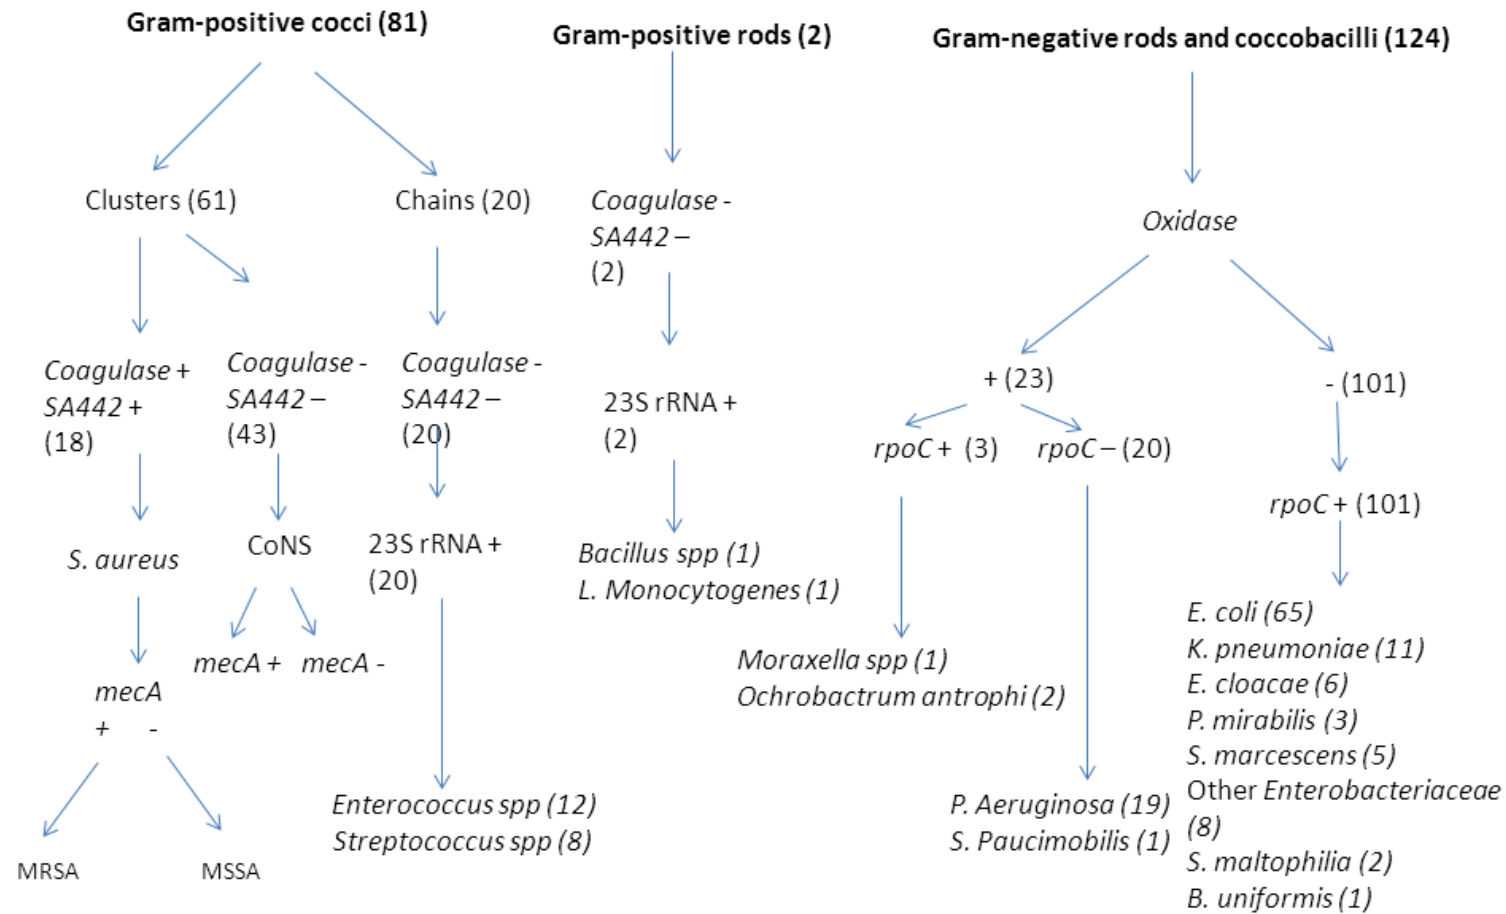 Gram-positive cocci (81)
Gram-positive rods (2)
Gram-negative rods and coccobacilli (124)
Clusters (61)
Chains (20)
Coagulase -
SA442 –
(2)
Oxidase
Coagulase +
SA442 +
(18)
Coagulase -
SA442 –
(43)
Coagulase -
SA442 –
(20)
23S rRNA +
(2)
+ (23)
- (101)
rpoC + (3)
rpoC – (20)
rpoC + (101)
S. aureus
CoNS
23S rRNA +
(20)
Bacillus spp (1)
L. Monocytogenes (1)
mecA +
mecA -
mecA
+ -
Moraxella spp (1)
Ochrobactrum antrophi (2)
E. coli (65)
K. pneumoniae (11)
E. cloacae (6)
P. mirabilis (3)
S. marcescens (5)
Other Enterobacteriaceae
(8)
S. maltophilia (2)
B. uniformis (1)
Enterococcus spp (12)
Streptococcus spp (8)
P. Aeruginosa (19)
S. Paucimobilis (1)
MRSA
MSSA